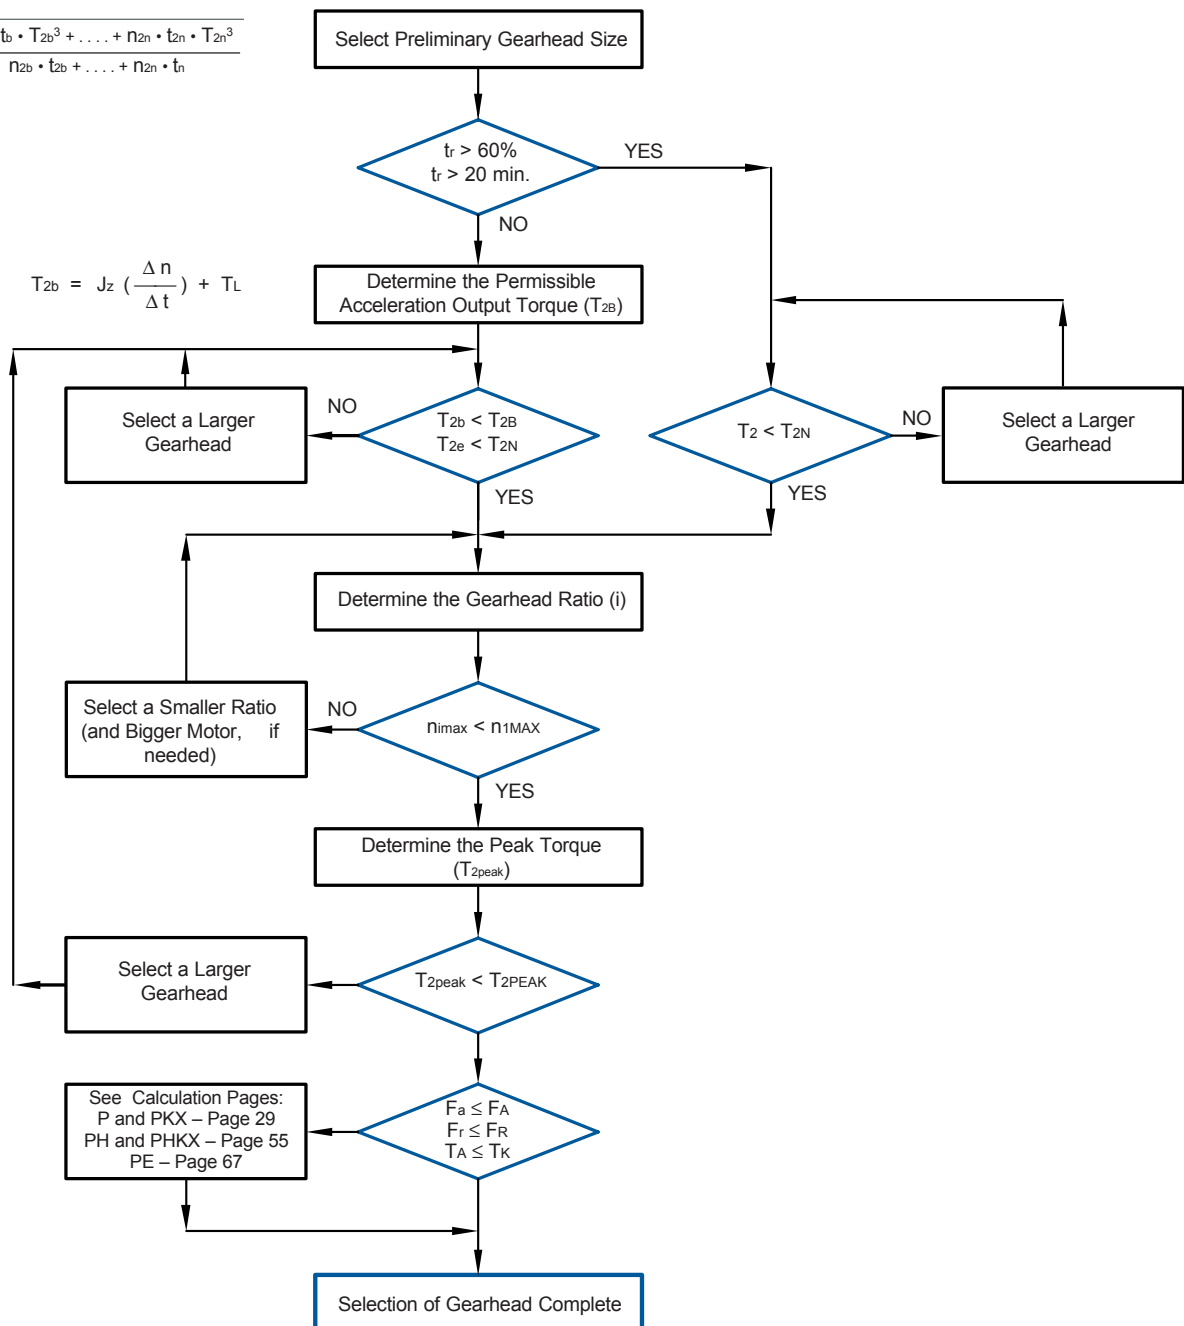 tb • T2b³ + . . . . + n2n • t2n • T2n³
n2b • t2b + . . . . + n2n • tn
Select Preliminary Gearhead Size
tr > 60%
tr > 20 min.
YES
NO
T2b = Jz ( Δ n / Δ t ) + TL
Determine the Permissible
Acceleration Output Torque (T2B)
Select a Larger
Gearhead
NO
T2b < T2B
T2e < T2N
YES
T2 < T2N
NO
YES
Select a Larger
Gearhead
Determine the Gearhead Ratio (i)
Select a Smaller Ratio
(and Bigger Motor, if
needed)
NO
nimax < n1MAX
YES
Determine the Peak Torque
(T2peak)
Select a Larger
Gearhead
T2peak < T2PEAK
See Calculation Pages:
P and PKX – Page 29
PH and PHKX – Page 55
PE – Page 67
Fa ≤ FA
Fr ≤ FR
TA ≤ TK
Selection of Gearhead Complete